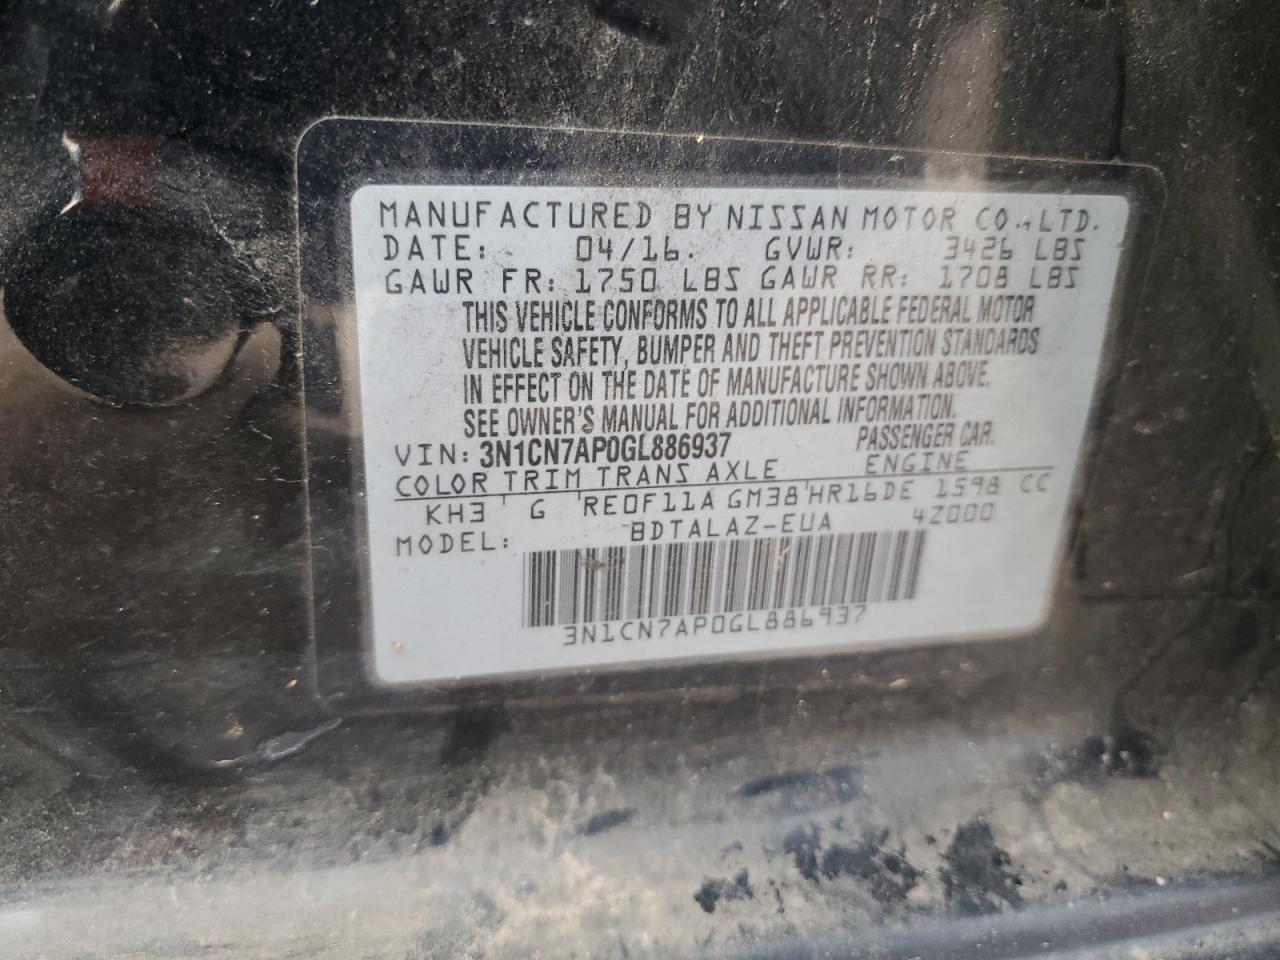 MANUFACTURED BY NISSAN MOTOR CO., LTD.
DATE: 04/16. GVWR: 3426 LBS
GAWR FR: 1750 LBS GAWR RR: 1708 LBS
THIS VEHICLE CONFORMS TO ALL APPLICABLE FEDERAL MOTOR
VEHICLE SAFETY, BUMPER AND THEFT PREVENTION STANDARDS
IN EFFECT ON THE DATE OF MANUFACTURE SHOWN ABOVE.
SEE OWNER'S MANUAL FOR ADDITIONAL INFORMATION.
VIN: 3N1CN7AP0GL886937 PASSENGER CAR.
COLOR TRIM TRANS AXLE ENGINE
KH3 G RE0F11A GM38 HR16DE 1598 CC
MODEL: BDTALAZ-EUA 4Z000
3N1CN7AP0GL886937